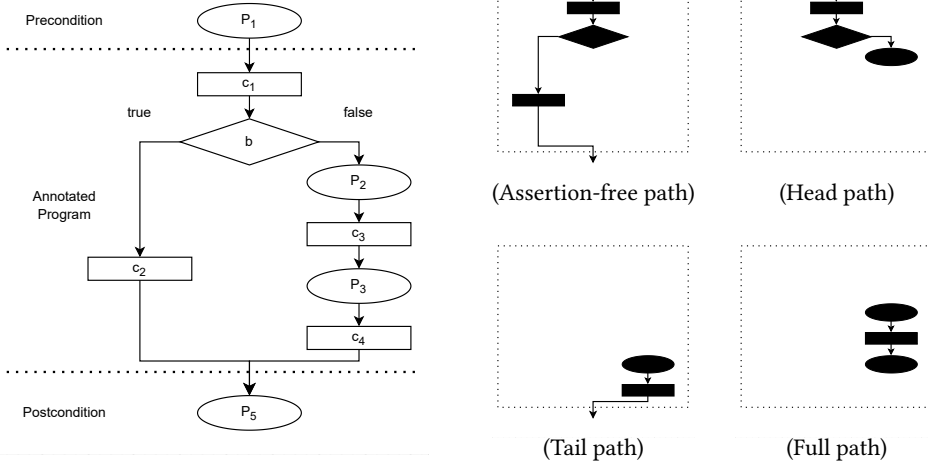 Precondition
P1
c1
true
false
b
P2
Annotated
Program
c3
c2
P3
c4
Postcondition
P5
(Assertion-free path)
(Head path)
(Tail path)
(Full path)